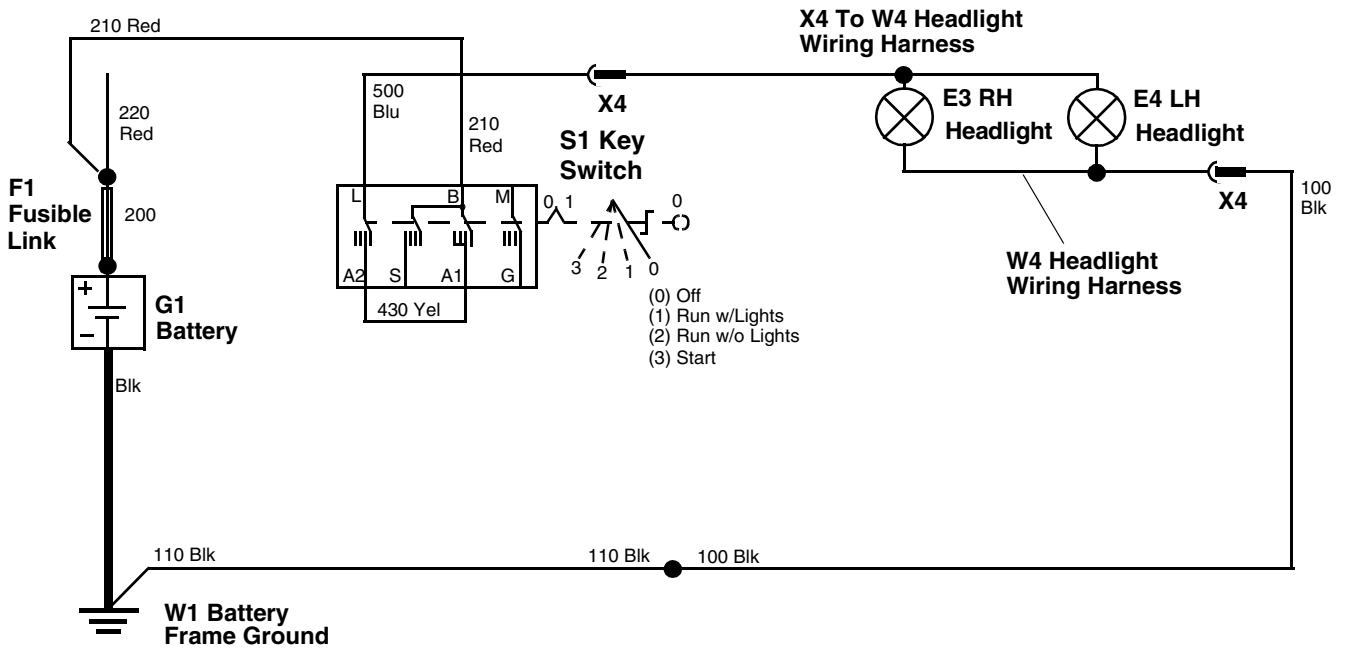 210 Red
X4 To W4 Headlight
Wiring Harness
220
Red
500
Blu
X4
210
Red
E3 RH
Headlight
E4 LH
Headlight
S1 Key
Switch
F1
Fusible
Link
200
L
B
M
0 1
0
X4
100
Blk
A2
S
A1
G
3
2
1
0
W4 Headlight
Wiring Harness
430 Yel
(0) Off
(1) Run w/Lights
(2) Run w/o Lights
(3) Start
+
−
G1
Battery
Blk
110 Blk
110 Blk
100 Blk
W1 Battery
Frame Ground